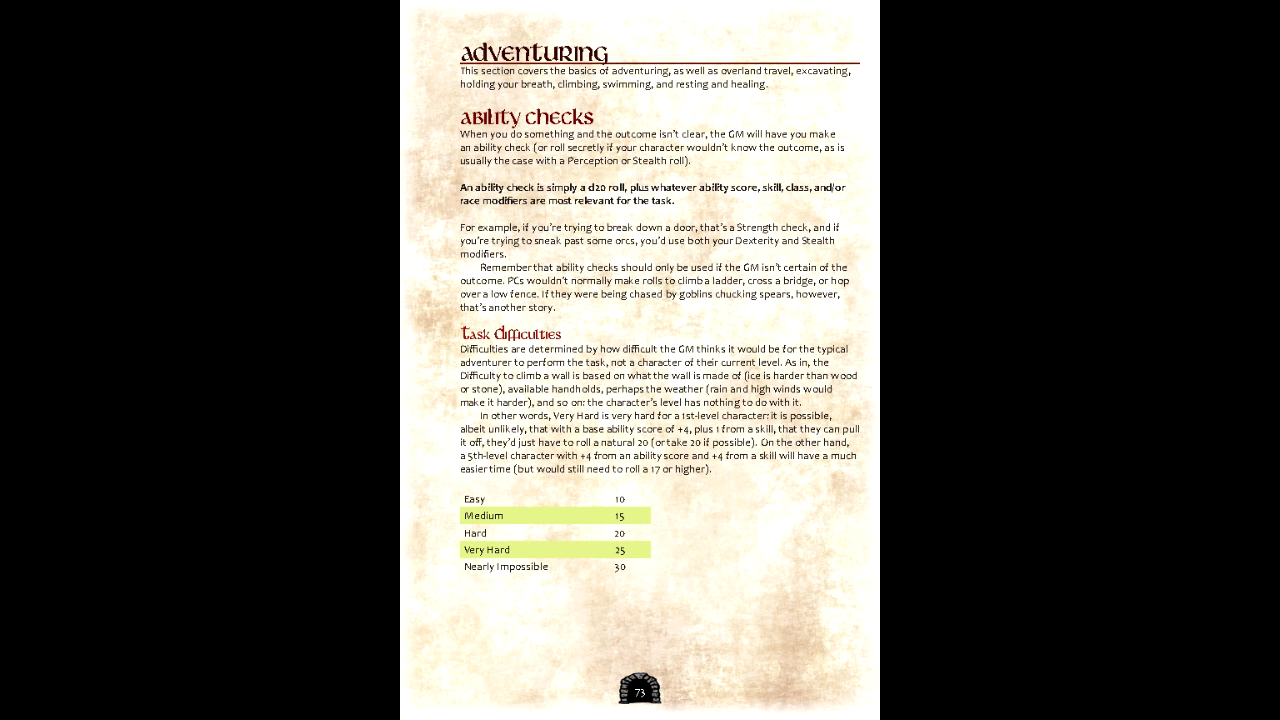 adventuring
This section covers the basics of adventuring, as well as overland travel, excavating,
holding your breath, climbing, swimming, and resting and healing.
ability checks
When you do something and the outcome isn't clear, the GM will have you make
an ability check (or roll secretly if your character wouldn't know the outcome, as is
usually the case with a Perception or Stealth roll).
An ability check is simply a d20 roll, plus whatever ability score, skill, class, and/or
race modifiers are most relevant for the task.
For example, if you're trying to break down a door, that's a Strength check, and if
you're trying to sneak past some orcs, you'd use both your Dexterity and Stealth
modifiers.
Remember that ability checks should only be used if the GM isn't certain of the
outcome. PCs wouldn't normally make rolls to climb a ladder, cross a bridge, or hop
over a low fence. If they were being chased by goblins chucking spears, however,
that's another story.
Task Difficulties
Difficulties are determined by how difficult the GM thinks it would be for the typical
adventurer to perform the task, not a character of their current level. As in, the
Difficulty to climb a wall is based on what the wall is made of (ice is harder than wood
or stone), available handholds, perhaps the weather (rain and high winds would
make it harder), and so on: the character's level has nothing to do with it.
In other words, Very Hard is very hard for a 1st-level character: it is possible,
albeit unlikely, that with a base ability score of +4, plus 1 from a skill, that they can pull
it off, they'd just have to roll a natural 20 (or take 20 if possible). On the other hand,
a 5th-level character with +4 from an ability score and +4 from a skill will have a much
easier time (but would still need to roll a 17 or higher).
Easy 10
Medium 15
Hard 20
Very Hard 25
Nearly Impossible 30
73